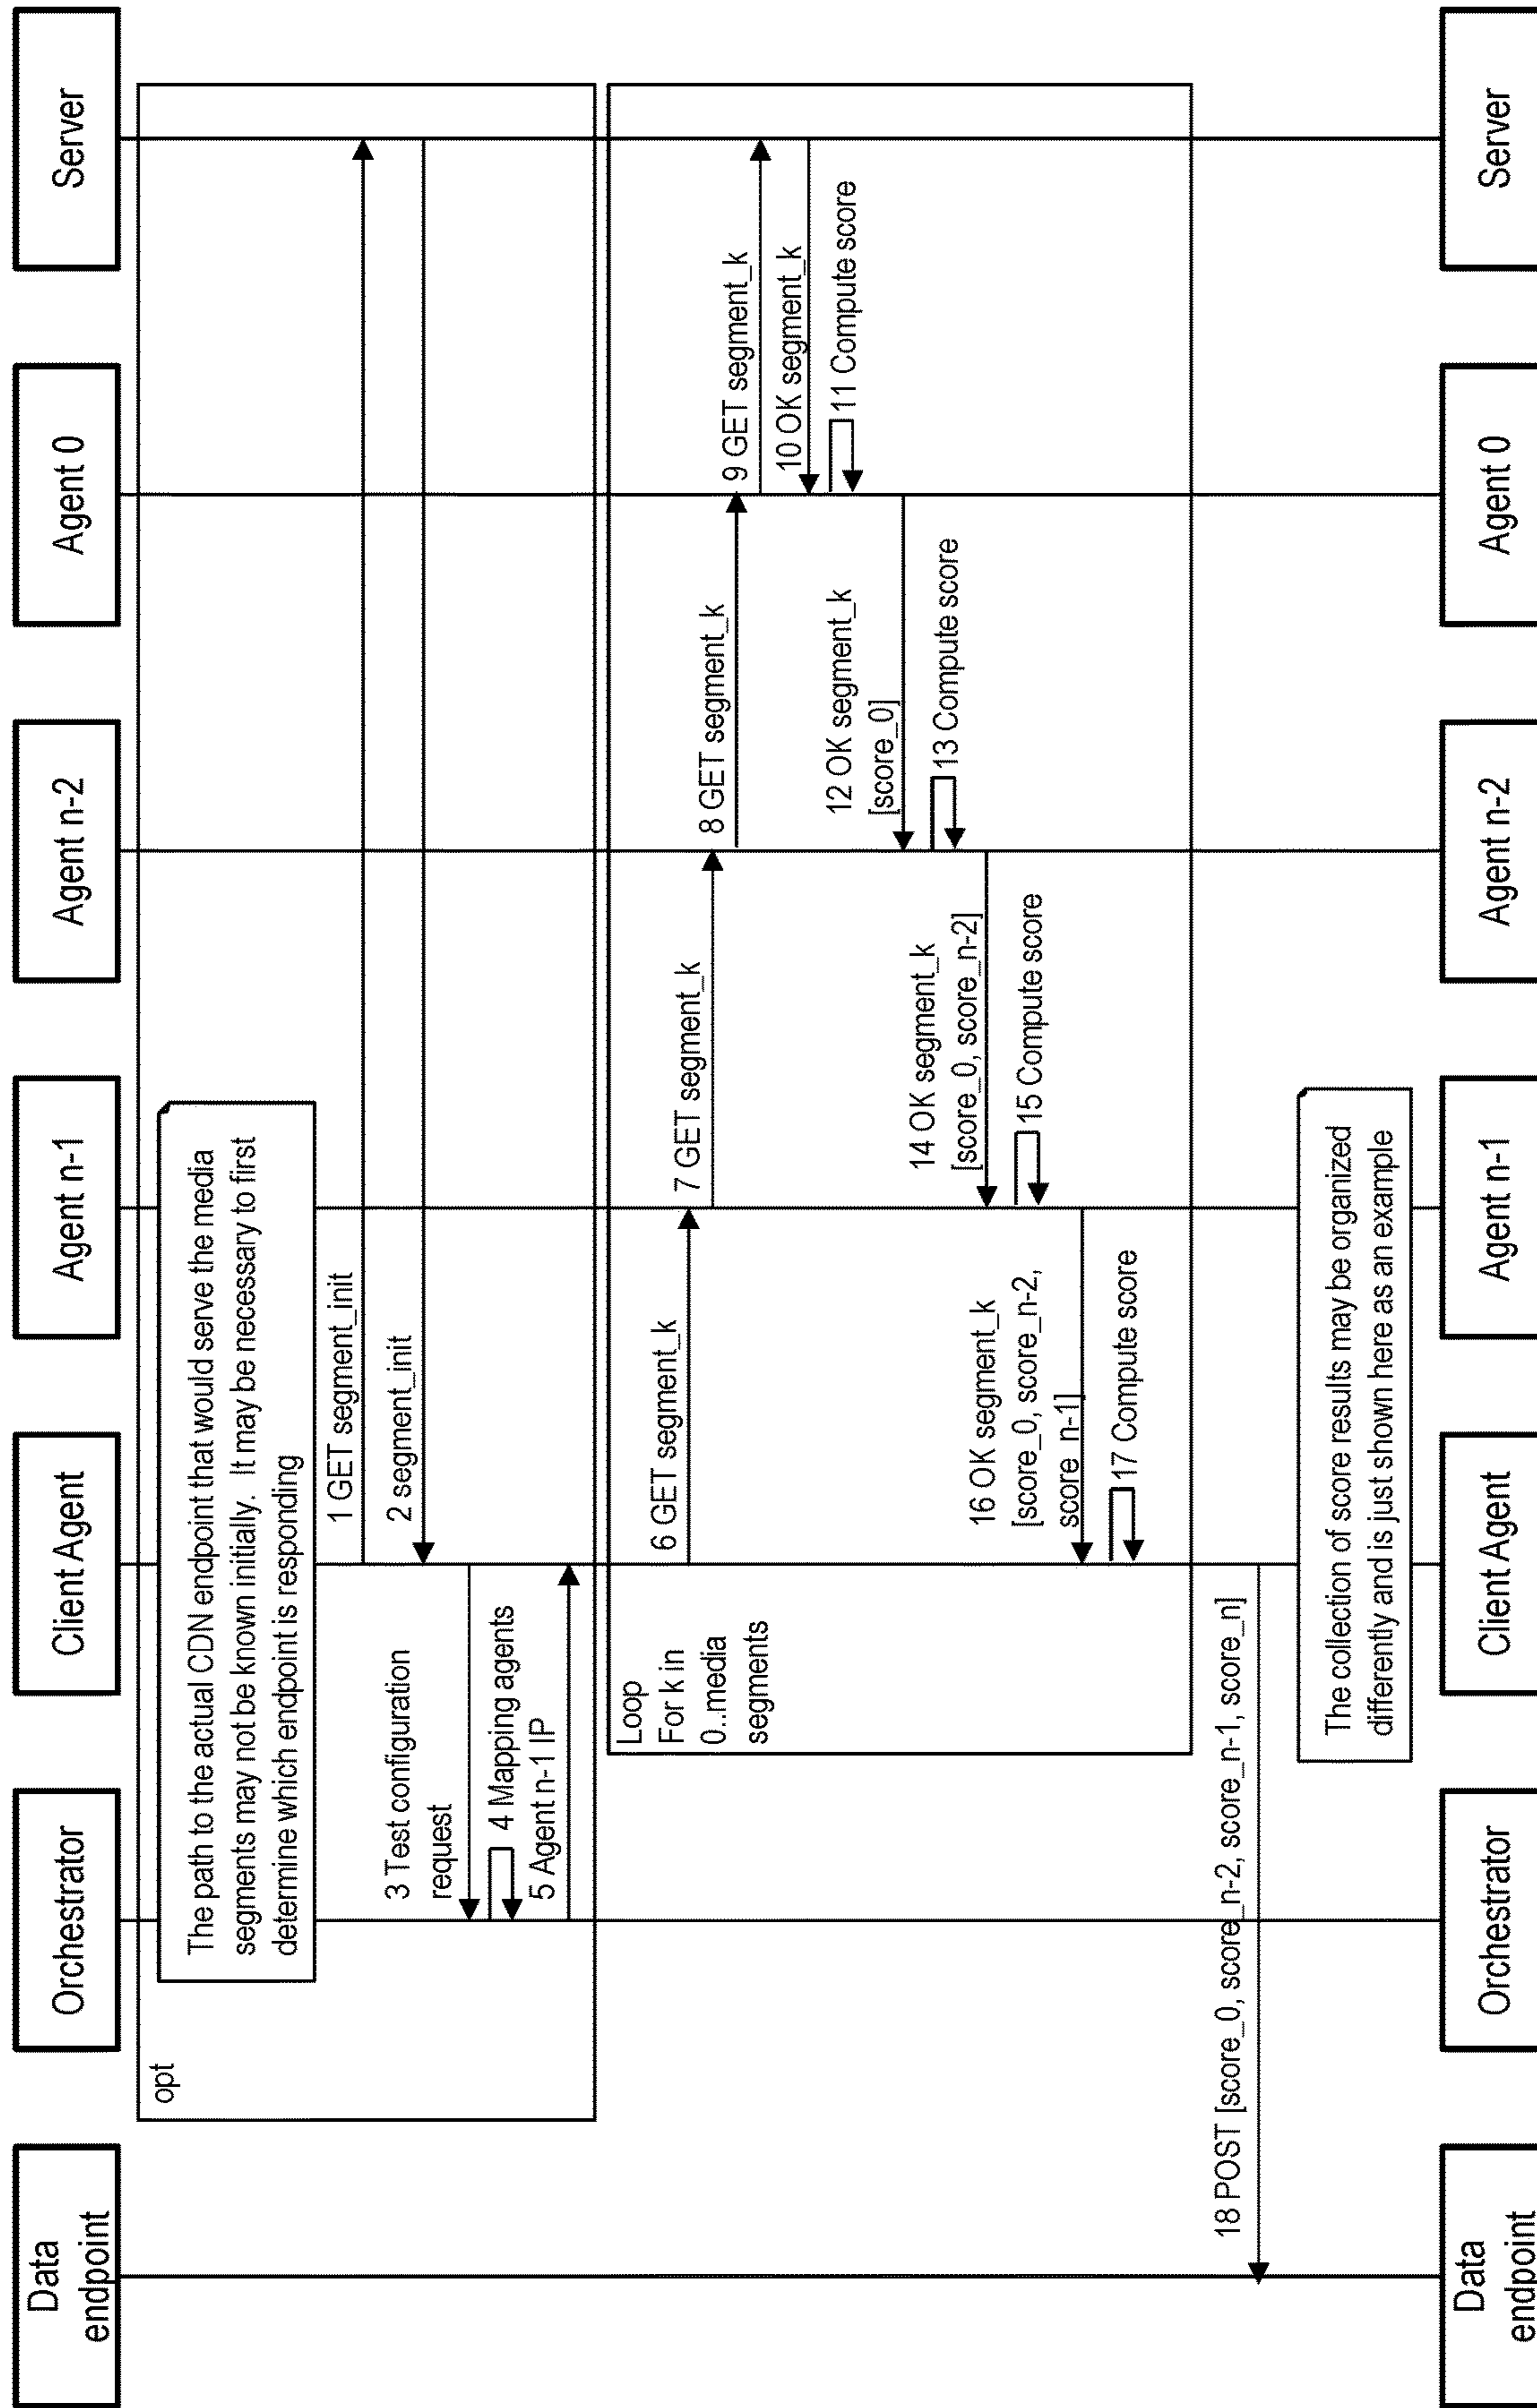 Data
endpoint
Orchestrator
Client Agent
Agent n-1
Agent n-2
Agent 0
Server
opt
The path to the actual CDN endpoint that would serve the media
segments may not be known initially. It may be necessary to first
determine which endpoint is responding
1 GET segment_init
2 segment_init
3 Test configuration
request
4 Mapping agents
5 Agent n-1 IP
Loop
For k in
0..media
segments
6 GET segment_k
7 GET segment_k
8 GET segment_k
9 GET segment_k
10 OK segment_k
11 Compute score
12 OK segment_k
[score_0]
13 Compute score
14 OK segment_k
[score_0, score_n-2]
15 Compute score
16 OK segment_k
[score_0, score_n-2,
score_n-1]
17 Compute score
18 POST [score_0, score_n-2, score_n-1, score_n]
The collection of score results may be organized
differently and is just shown here as an example
Data
endpoint
Orchestrator
Client Agent
Agent n-1
Agent n-2
Agent 0
Server